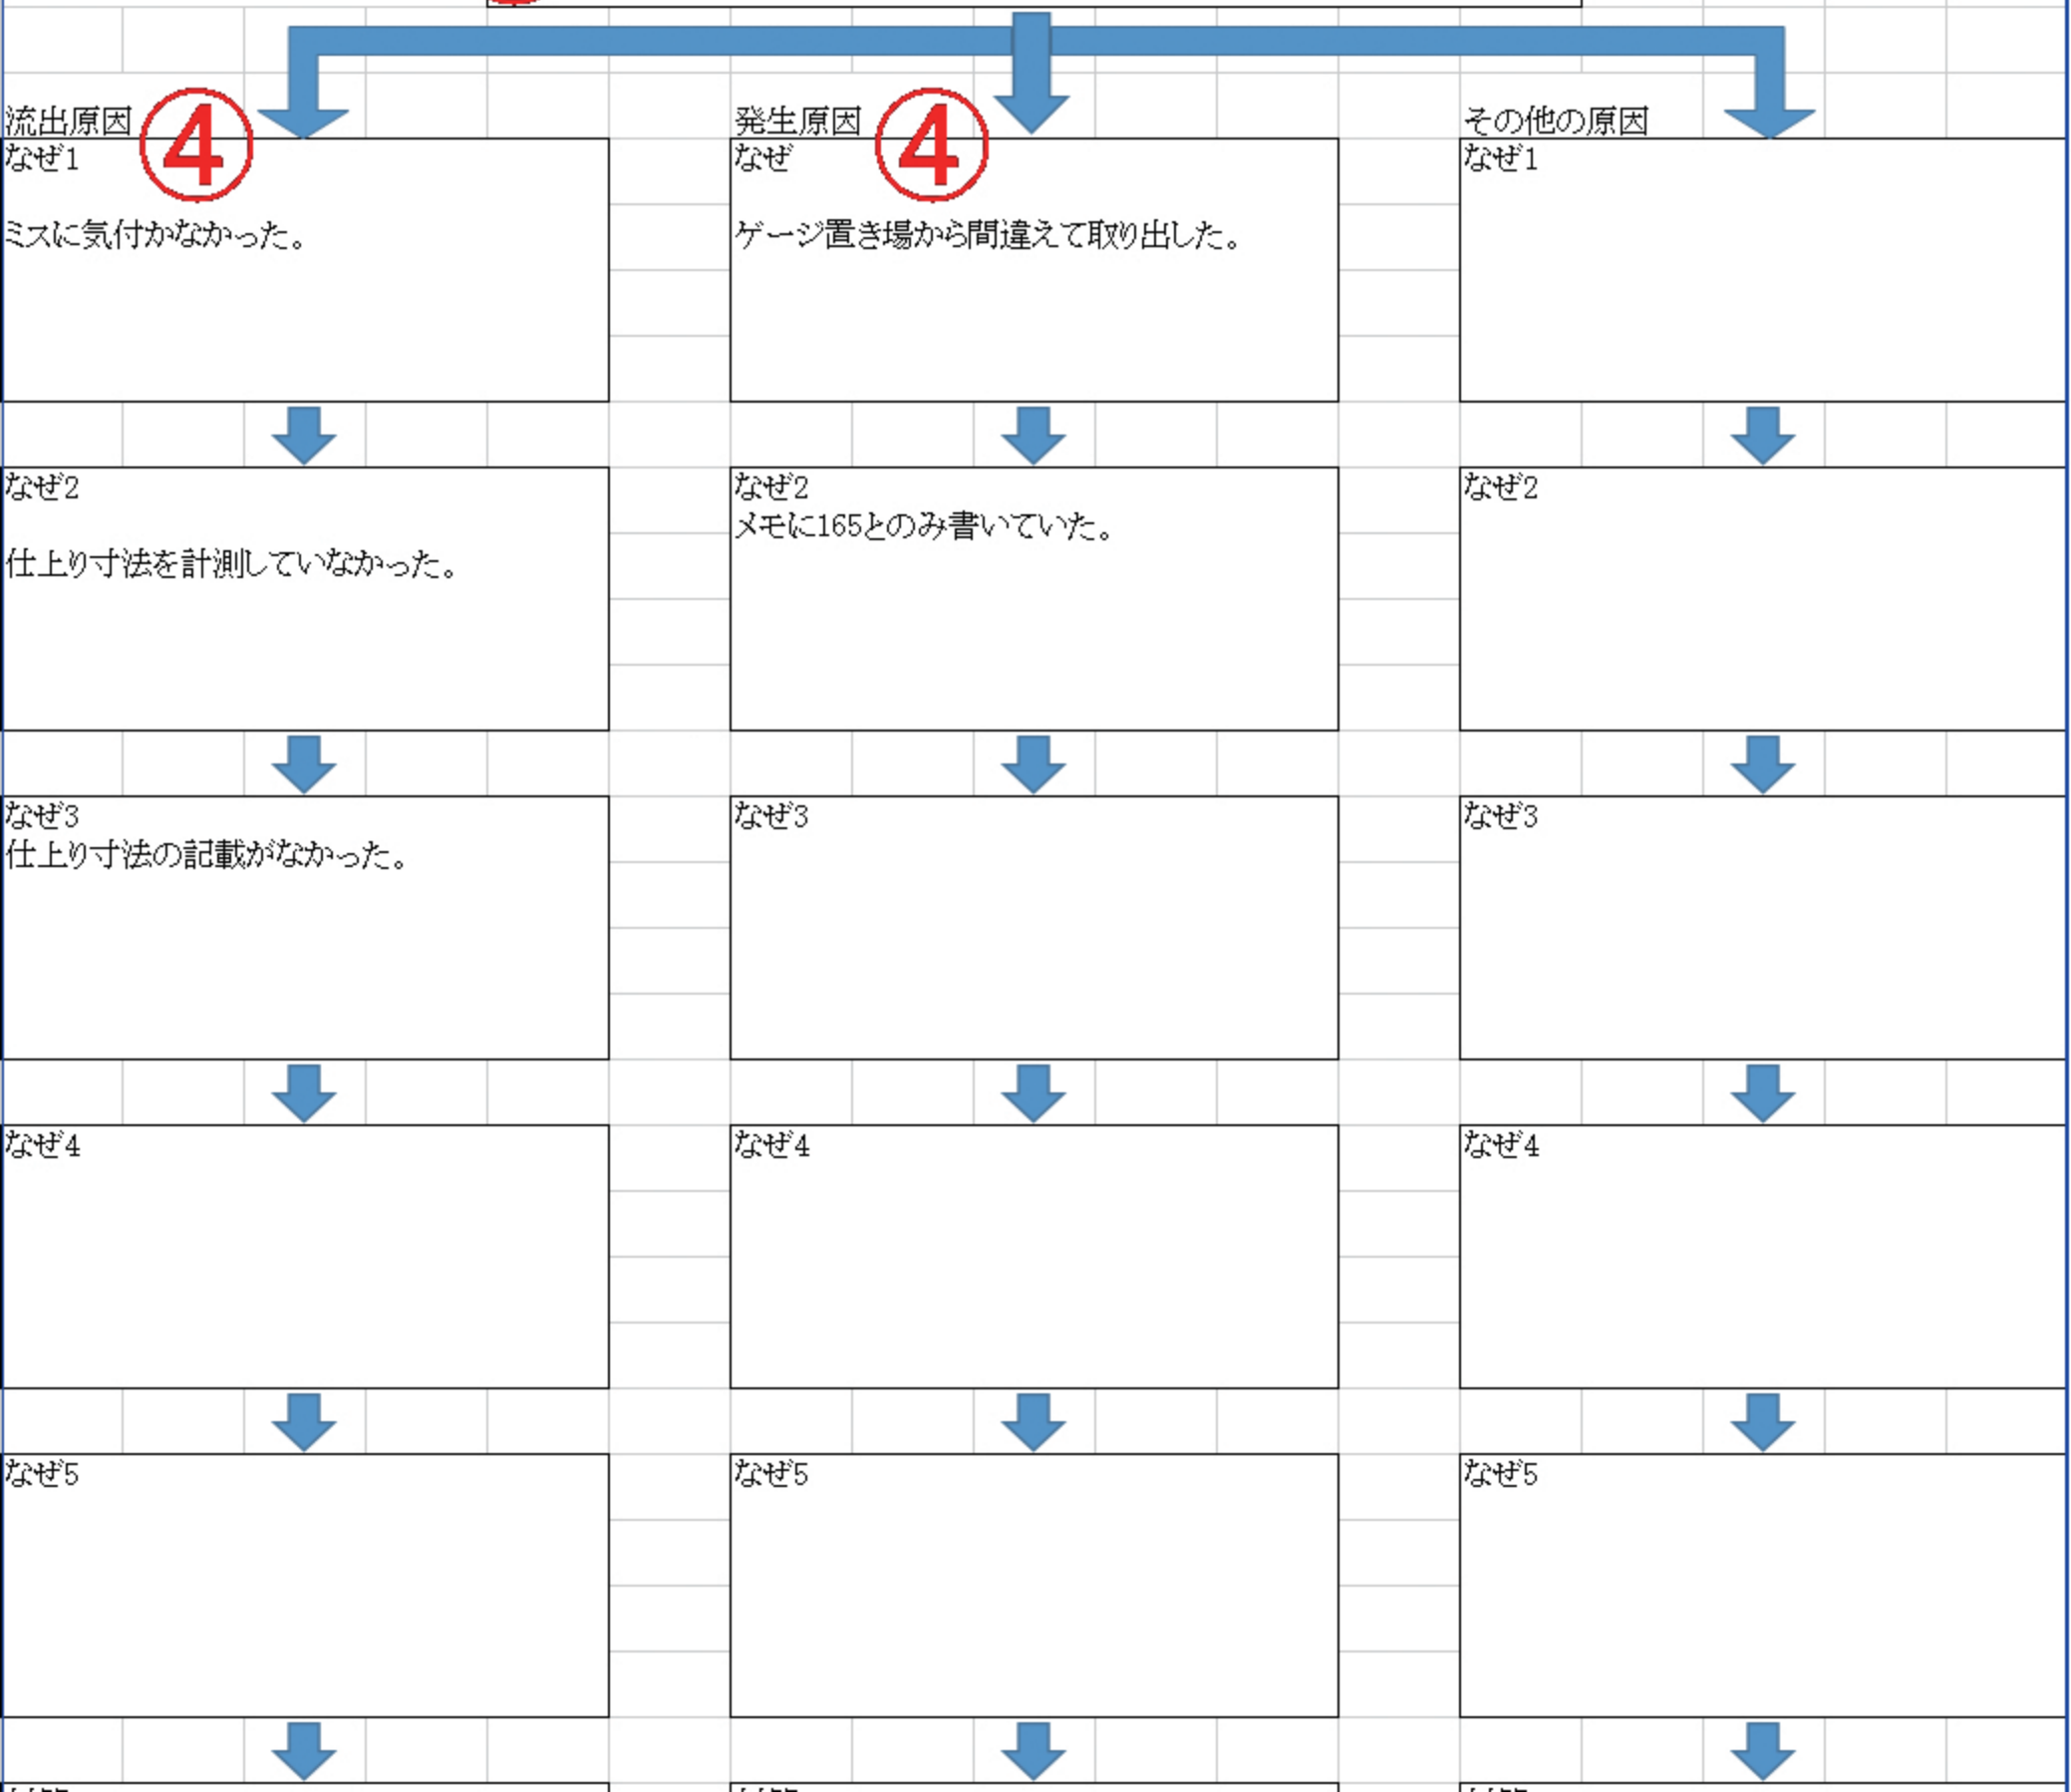 流出原因
④
なぜ1
ミスに気付かなかった。
なぜ2
仕上り寸法を計測していなかった。
なぜ3
仕上り寸法の記載がなかった。
なぜ4
なぜ5
発生原因
④
なぜ
ゲージ置き場から間違えて取り出した。
なぜ2
メモに165とのみ書いていた。
なぜ3
なぜ4
なぜ5
その他の原因
なぜ1
なぜ2
なぜ3
なぜ4
なぜ5